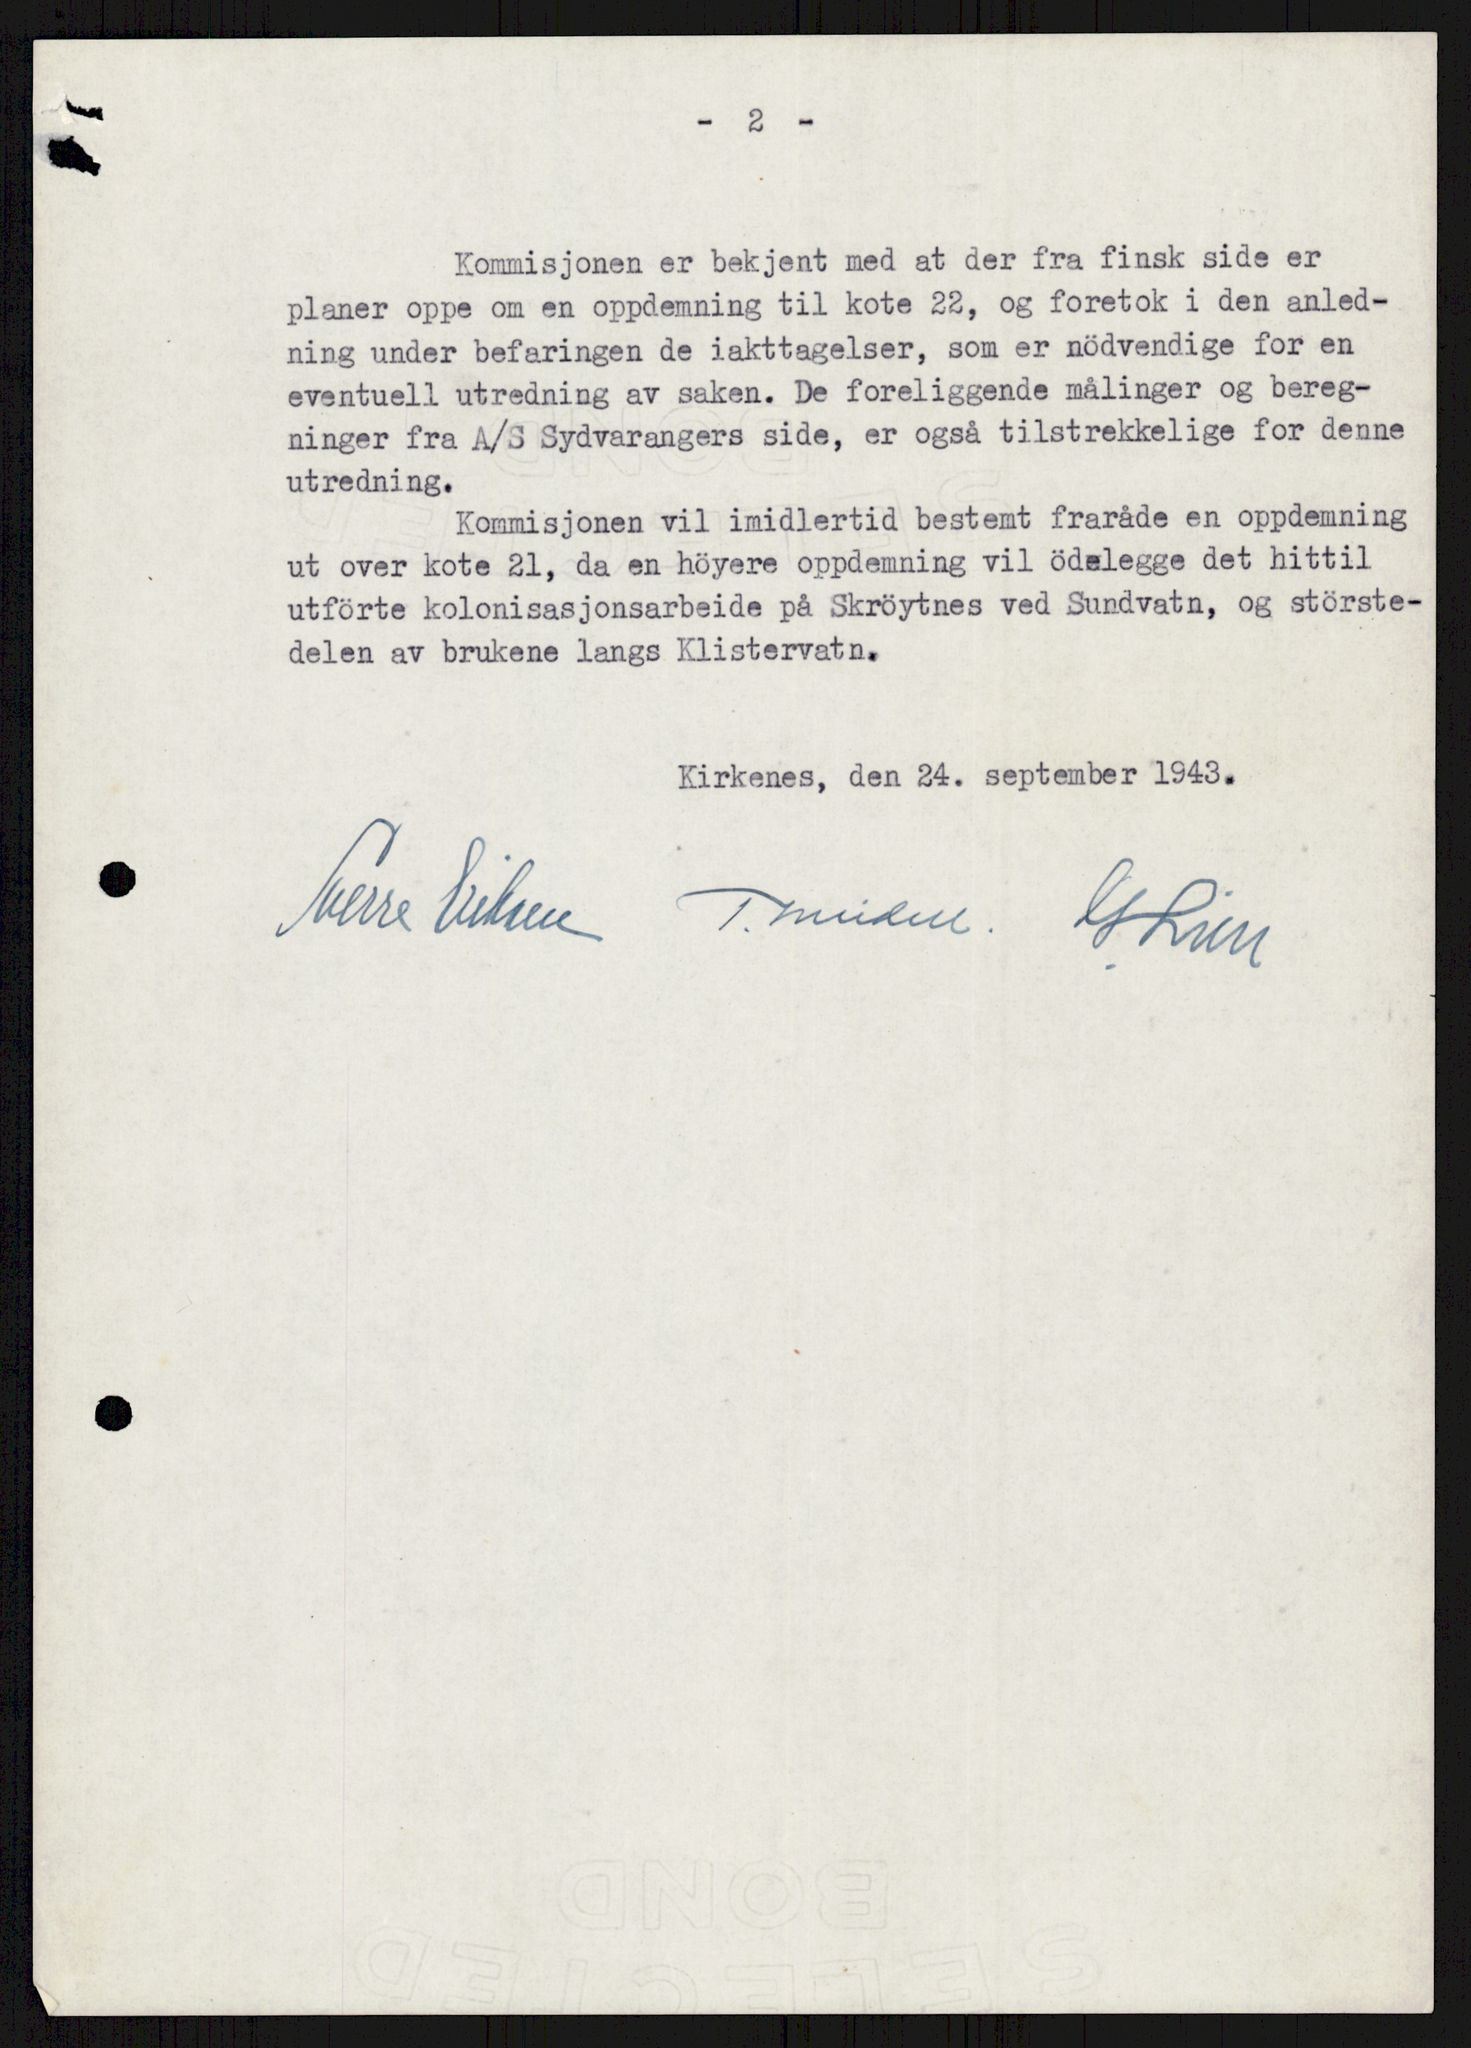 - 2 -
Kommisjonen er bekjent med at der fra finsk side er
planer oppe om en oppdemning til kote 22, og foretok i den anled-
ning under befaringen de iakttagelser, som er nödvendige for en
eventuell utredning av saken. De foreliggende målinger og bereg-
ninger fra A/S Sydvarangers side, er også tilstrekkelige for denne
utredning.
Kommisjonen vil imidlertid bestemt fraråde en oppdemning
ut over kote 21, da en höyere oppdemning vil ödelegge det hittil
utförte kolonisasjonsarbeide på Skröytnes ved Sundvatn, og störste-
delen av brukene langs Klistervatn.
Kirkenes, den 24. september 1943.
Sverre T. Lien
BOND
SELECTED